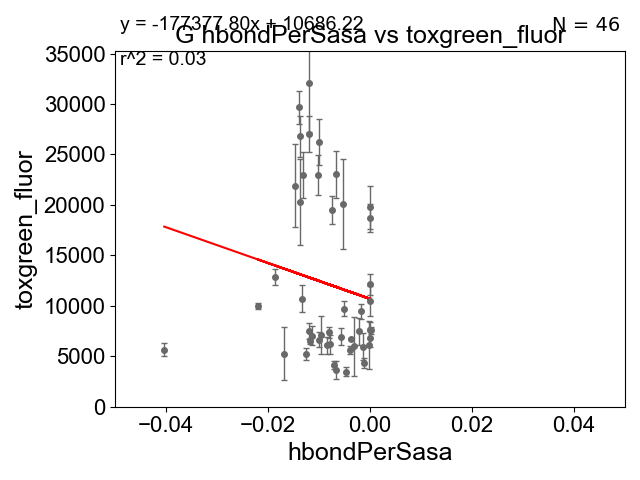 y = -177377.80x + 10686.22
N = 46
G hbondPerSasa vs toxgreen_fluor
r^2 = 0.03
35000
30000
25000
20000
15000
10000
5000
0
toxgreen_fluor
−0.04 −0.02 0.00 0.02 0.04
hbondPerSasa